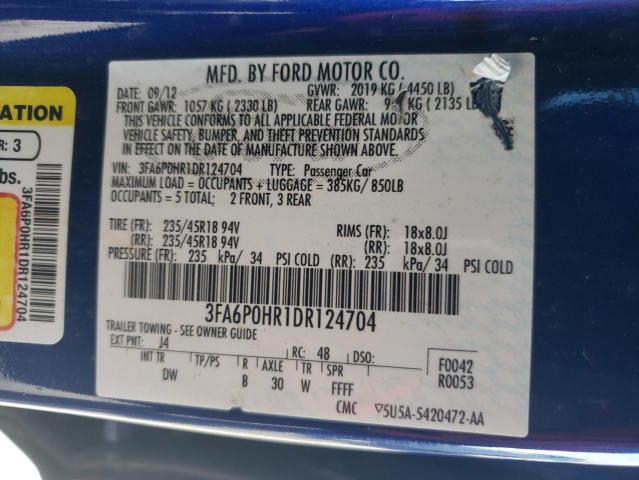 MFD. BY FORD MOTOR CO.
DATE: 09/12 GVWR: 2019 KG ( 4450 LB)
FRONT GAWR: 1057 KG ( 2330 LB) REAR GAWR: KG ( 2135 LB)
THIS VEHICLE CONFORMS TO ALL APPLICABLE FEDERAL MOTOR
VEHICLE SAFETY, BUMPER, AND THEFT PREVENTION STANDARDS
IN EFFECT ON THE DATE OF MANUFACTURE SHOWN ABOVE.
VIN: 3FA6P0HR1DR124704 TYPE: Passenger Car
MAXIMUM LOAD = OCCUPANTS + LUGGAGE = 385KG/ 850LB
OCCUPANTS = 5 TOTAL: 2 FRONT, 3 REAR
TIRE (FR): 235/45R18 94V RIMS (FR): 18x8.0J
(RR): 235/45R18 94V (RR): 18x8.0J
PRESSURE (FR): 235 kPa/ 34 PSI COLD (RR): 235 kPa/ 34 PSI COLD
3FA6P0HR1DR124704
TRAILER TOWING - SEE OWNER GUIDE
EXT PNT: J4 RC: 48 DSO:
INT TR TP/PS R AXLE TR SPR
DW B 30 W FFFF
F0042
R0053
CMC ▽5U5A-5420472-AA
ATION
R: 3
bs.
3FA6P0HR1DR124704